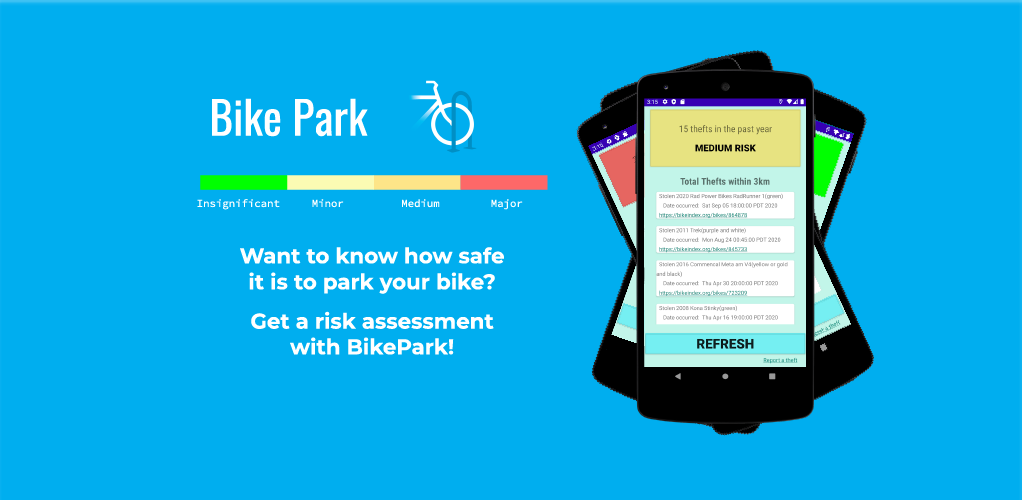 Bike Park
Insignificant Minor Medium Major
Want to know how safe
it is to park your bike?
Get a risk assessment
with BikePark!
3:15
15 thefts in the past year
MEDIUM RISK
Total Thefts within 3km
Stolen 2020 Rad Power Bikes RadRunner 1(green)
Date occurred: Sat Sep 05 18:00:00 PDT 2020
https://bikeindex.org/bikes/864878
Stolen 2011 Trek(purple and white)
Date occurred: Mon Aug 24 00:45:00 PDT 2020
https://bikeindex.org/bikes/845733
Stolen 2016 Commencal Meta am V4(yellow or gold
and black)
Date occurred: Thu Apr 30 20:00:00 PDT 2020
https://bikeindex.org/bikes/723209
Stolen 2008 Kona Stinky(green)
Date occurred: Thu Apr 16 19:00:00 PDT 2020
REFRESH
Report a theft
3:15